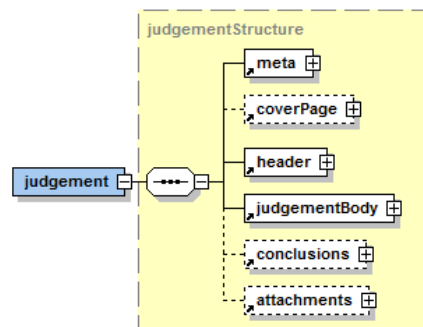 judgementStructure
meta
coverPage
header
judgement
judgementBody
conclusions
attachments